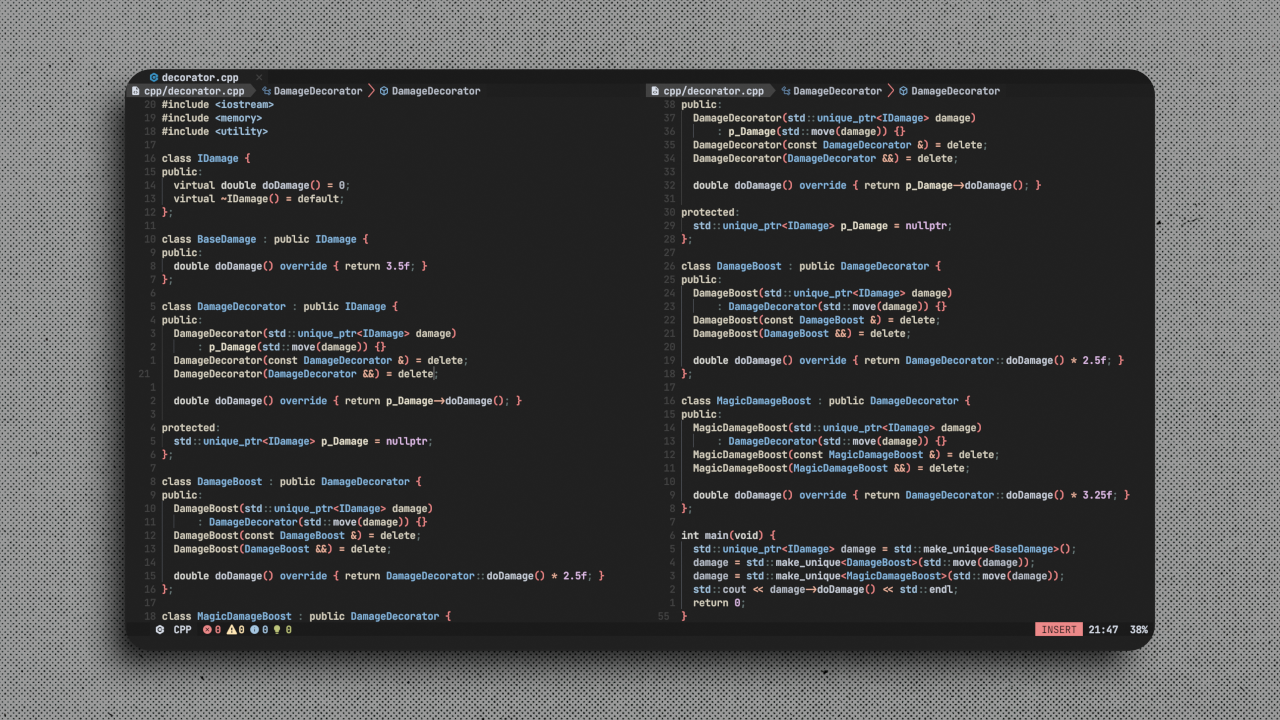 decorator.cpp ×
cpp/decorator.cpp DamageDecorator DamageDecorator
20 #include <iostream>
19 #include <memory>
18 #include <utility>
17
16 class IDamage {
15 public:
14   virtual double doDamage() = 0;
13   virtual ~IDamage() = default;
12 };
11
10 class BaseDamage : public IDamage {
9 public:
8   double doDamage() override { return 3.5f; }
7 };
6
5 class DamageDecorator : public IDamage {
4 public:
3   DamageDecorator(std::unique_ptr<IDamage> damage)
2       : p_Damage(std::move(damage)) {}
1   DamageDecorator(const DamageDecorator &) = delete;
21   DamageDecorator(DamageDecorator &&) = delete;
1
2   double doDamage() override { return p_Damage->doDamage(); }
3
4 protected:
5   std::unique_ptr<IDamage> p_Damage = nullptr;
6 };
7
8 class DamageBoost : public DamageDecorator {
9 public:
10   DamageBoost(std::unique_ptr<IDamage> damage)
11       : DamageDecorator(std::move(damage)) {}
12   DamageBoost(const DamageBoost &) = delete;
13   DamageBoost(DamageBoost &&) = delete;
14
15   double doDamage() override { return DamageDecorator::doDamage() * 2.5f; }
16 };
17
18 class MagicDamageBoost : public DamageDecorator {
cpp/decorator.cpp DamageDecorator DamageDecorator
38 public:
37   DamageDecorator(std::unique_ptr<IDamage> damage)
36       : p_Damage(std::move(damage)) {}
35   DamageDecorator(const DamageDecorator &) = delete;
34   DamageDecorator(DamageDecorator &&) = delete;
33
32   double doDamage() override { return p_Damage->doDamage(); }
31
30 protected:
29   std::unique_ptr<IDamage> p_Damage = nullptr;
28 };
27
26 class DamageBoost : public DamageDecorator {
25 public:
24   DamageBoost(std::unique_ptr<IDamage> damage)
23       : DamageDecorator(std::move(damage)) {}
22   DamageBoost(const DamageBoost &) = delete;
21   DamageBoost(DamageBoost &&) = delete;
20
19   double doDamage() override { return DamageDecorator::doDamage() * 2.5f; }
18 };
17
16 class MagicDamageBoost : public DamageDecorator {
15 public:
14   MagicDamageBoost(std::unique_ptr<IDamage> damage)
13       : DamageDecorator(std::move(damage)) {}
12   MagicDamageBoost(const MagicDamageBoost &) = delete;
11   MagicDamageBoost(MagicDamageBoost &&) = delete;
10
9   double doDamage() override { return DamageDecorator::doDamage() * 3.25f; }
8 };
7
6 int main(void) {
5   std::unique_ptr<IDamage> damage = std::make_unique<BaseDamage>();
4   damage = std::make_unique<DamageBoost>(std::move(damage));
3   damage = std::make_unique<MagicDamageBoost>(std::move(damage));
2   std::cout << damage->doDamage() << std::endl;
1   return 0;
55 }
CPP 0 0 0 0 INSERT 21:47 38%